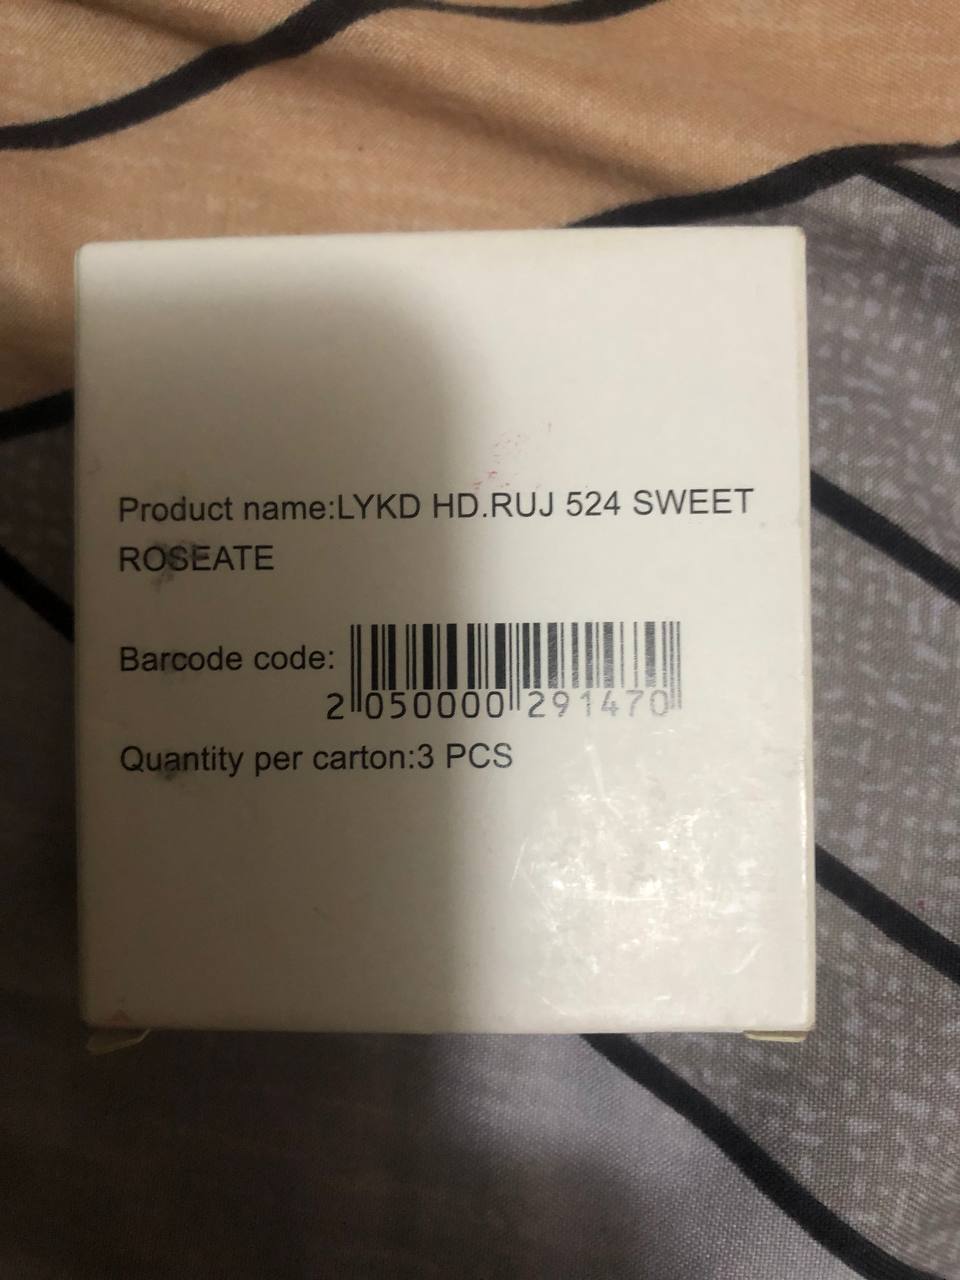 Product name:LYKD HD.RUJ 524 SWEET
ROSEATE
Barcode code:
2 050000 291470
Quantity per carton:3 PCS